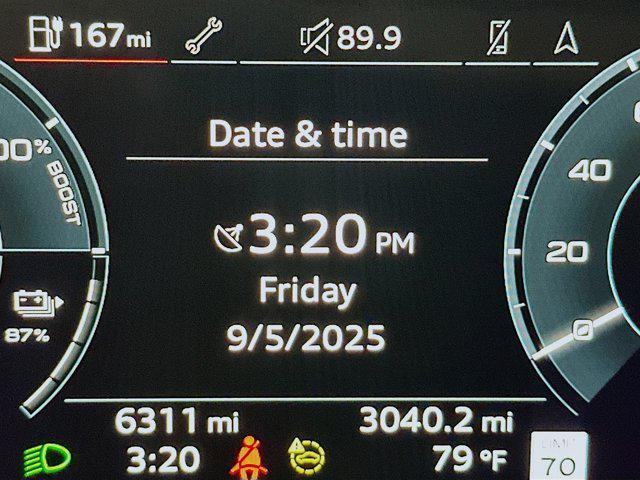 167mi
89.9
Date & time
00%
BOOST
40
3:20 PM
20
Friday
87%
0
9/5/2025
6311 mi
3040.2 mi
3:20
79 °F
LIMIT
70